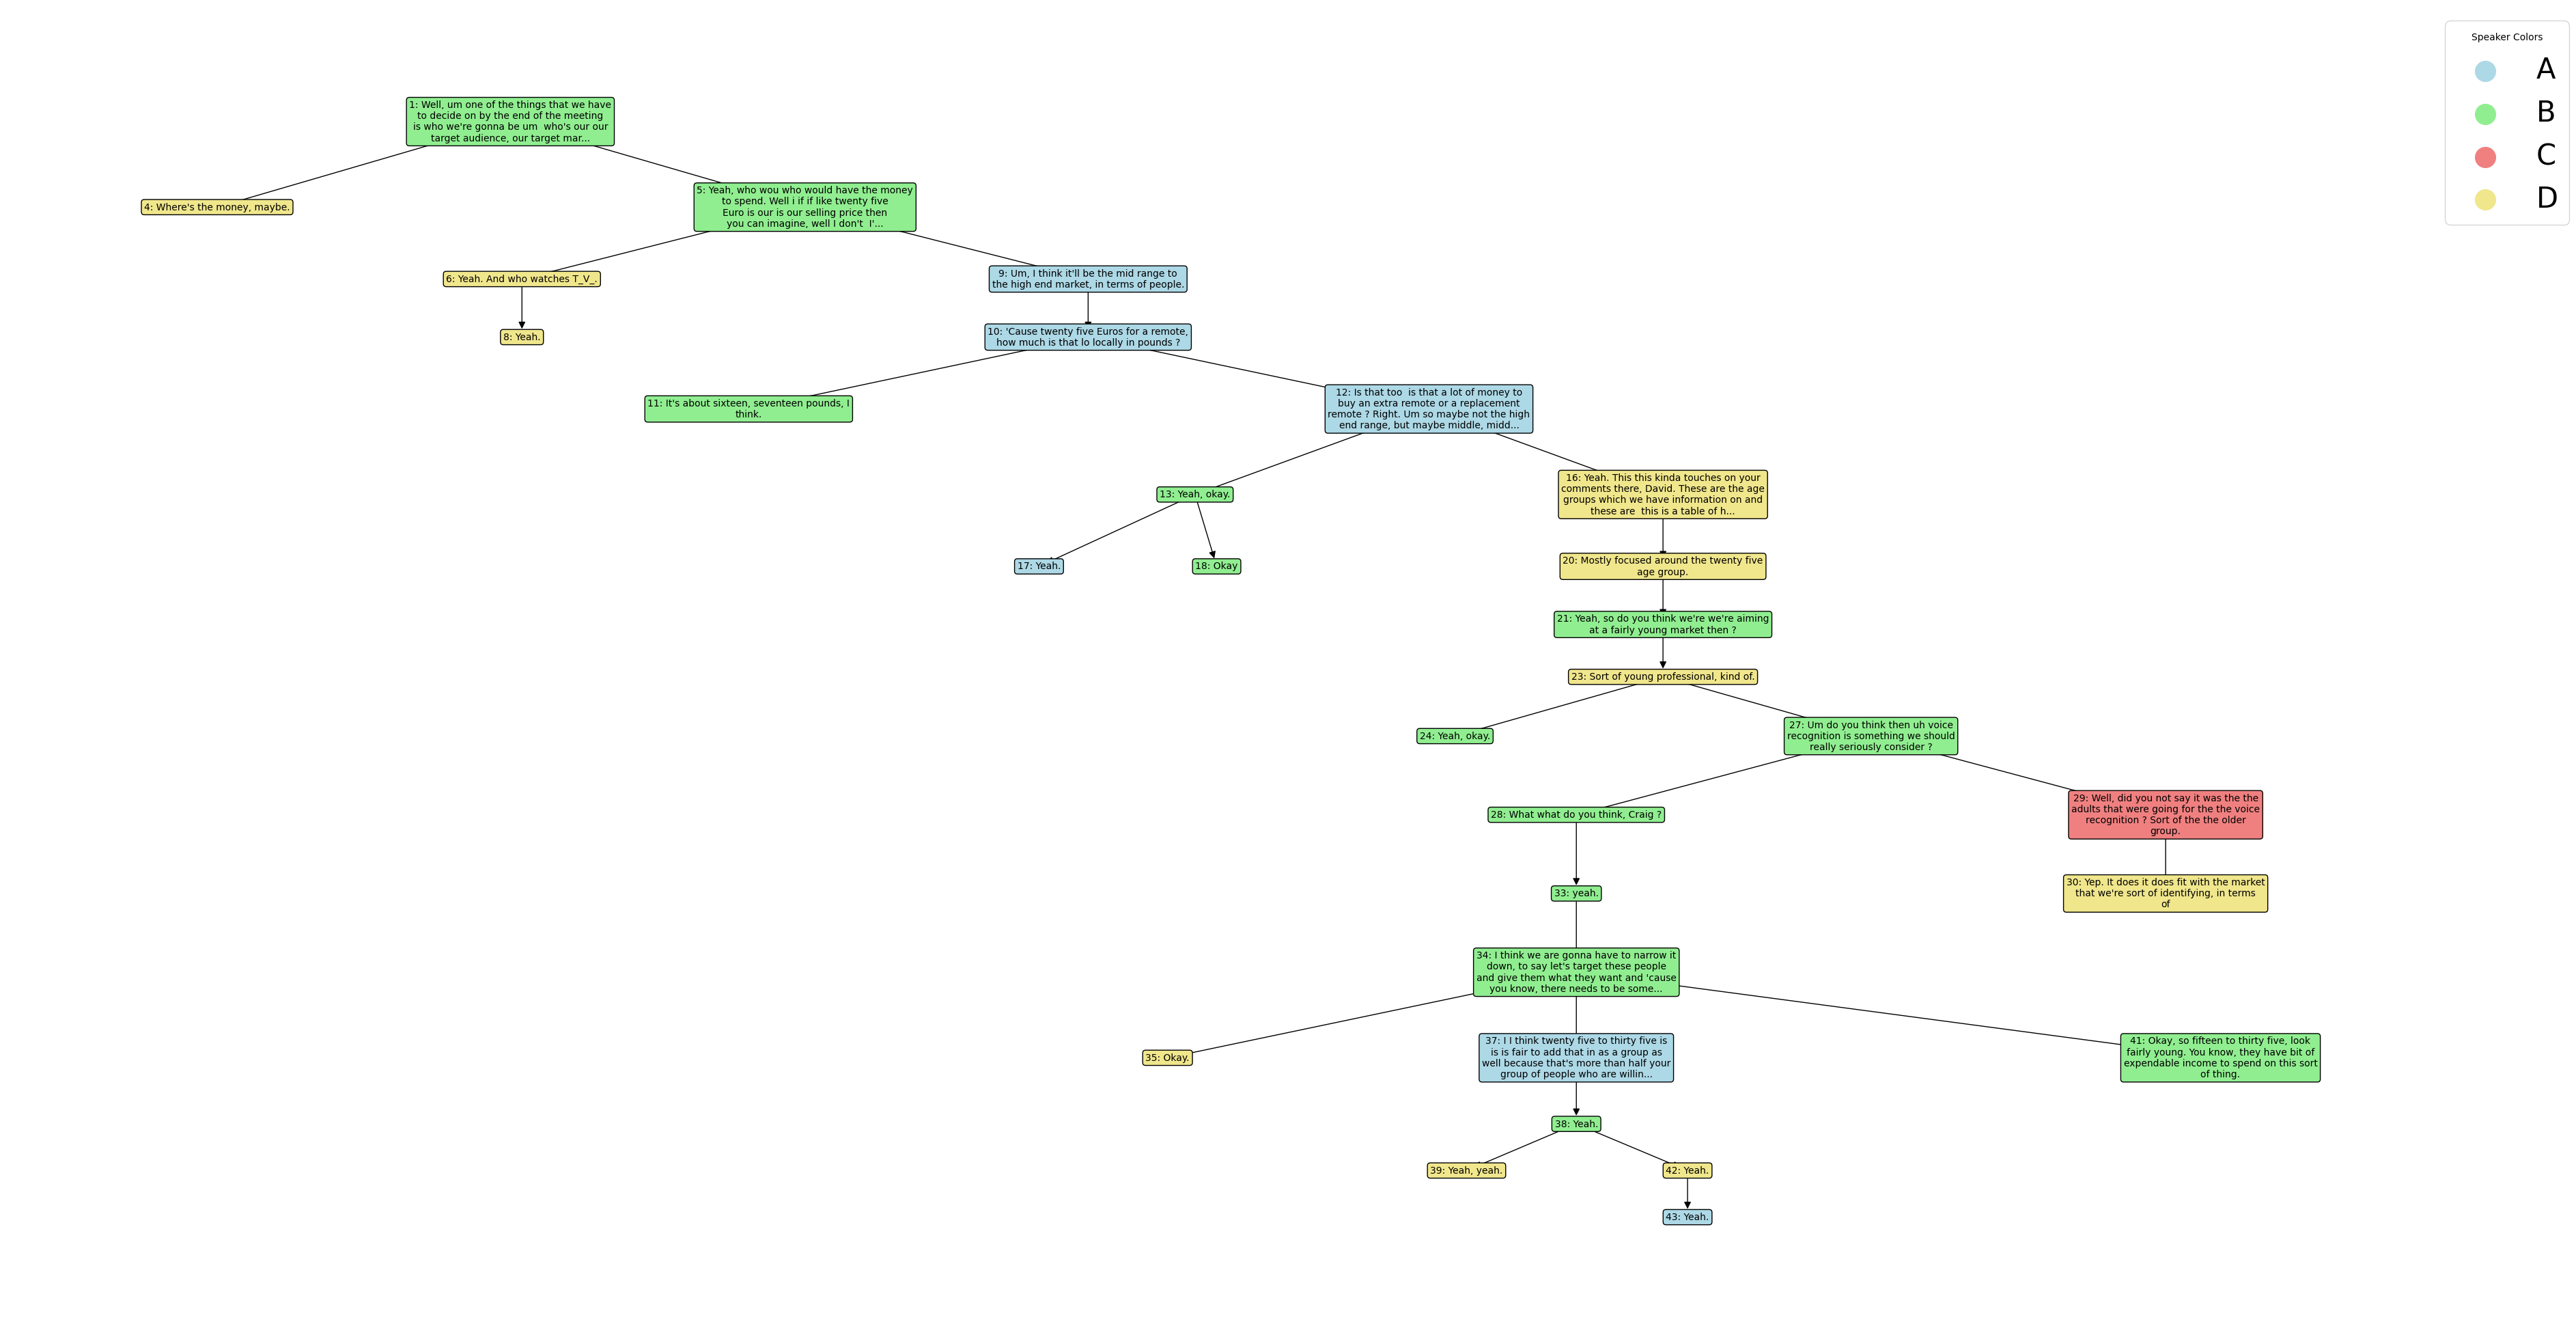 Speaker Colors
A
B
C
D
1: Well, um one of the things that we have
to decide on by the end of the meeting
is who we're gonna be um  who's our our
target audience, our target mar...
4: Where's the money, maybe.
5: Yeah, who wou who would have the money
to spend. Well i if if like twenty five
Euro is our is our selling price then
you can imagine, well I don't  I'...
6: Yeah. And who watches T_V_.
9: Um, I think it'll be the mid range to
the high end market, in terms of people.
8: Yeah.
10: 'Cause twenty five Euros for a remote,
how much is that lo locally in pounds ?
11: It's about sixteen, seventeen pounds, I
think.
12: Is that too  is that a lot of money to
buy an extra remote or a replacement
remote ? Right. Um so maybe not the high
end range, but maybe middle, midd...
13: Yeah, okay.
16: Yeah. This this kinda touches on your
comments there, David. These are the age
groups which we have information on and
these are  this is a table of h...
17: Yeah.
18: Okay
20: Mostly focused around the twenty five
age group.
21: Yeah, so do you think we're we're aiming
at a fairly young market then ?
23: Sort of young professional, kind of.
24: Yeah, okay.
27: Um do you think then uh voice
recognition is something we should
really seriously consider ?
28: What what do you think, Craig ?
29: Well, did you not say it was the the
adults that were going for the the voice
recognition ? Sort of the the older
group.
33: yeah.
30: Yep. It does it does fit with the market
that we're sort of identifying, in terms
of
34: I think we are gonna have to narrow it
down, to say let's target these people
and give them what they want and 'cause
you know, there needs to be some...
35: Okay.
37: I I think twenty five to thirty five is
is is fair to add that in as a group as
well because that's more than half your
group of people who are willin...
41: Okay, so fifteen to thirty five, look
fairly young. You know, they have bit of
expendable income to spend on this sort
of thing.
38: Yeah.
39: Yeah, yeah.
42: Yeah.
43: Yeah.